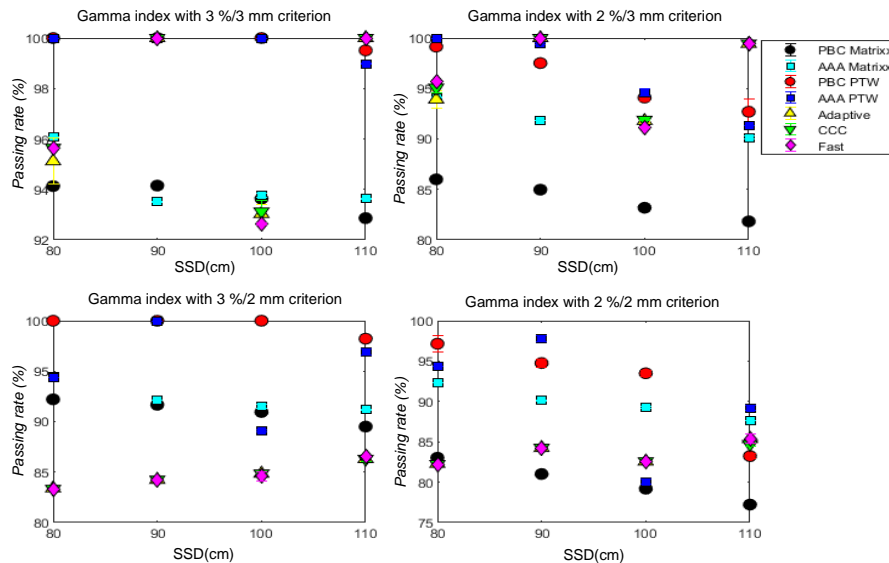 Gamma index with 3 %/3 mm criterion
Passing rate (%)
100
98
96
94
92
80
90
100
110
SSD(cm)
Gamma index with 2 %/3 mm criterion
Passing rate (%)
100
95
90
85
80
80
90
100
110
SSD(cm)
PBC Matrixx
AAA Matrixx
PBC PTW
AAA PTW
Adaptive
CCC
Fast
Gamma index with 3 %/2 mm criterion
Passing rate (%)
100
95
90
85
80
80
90
100
110
SSD(cm)
Gamma index with 2 %/2 mm criterion
Passing rate (%)
100
95
90
85
80
75
80
90
100
110
SSD(cm)